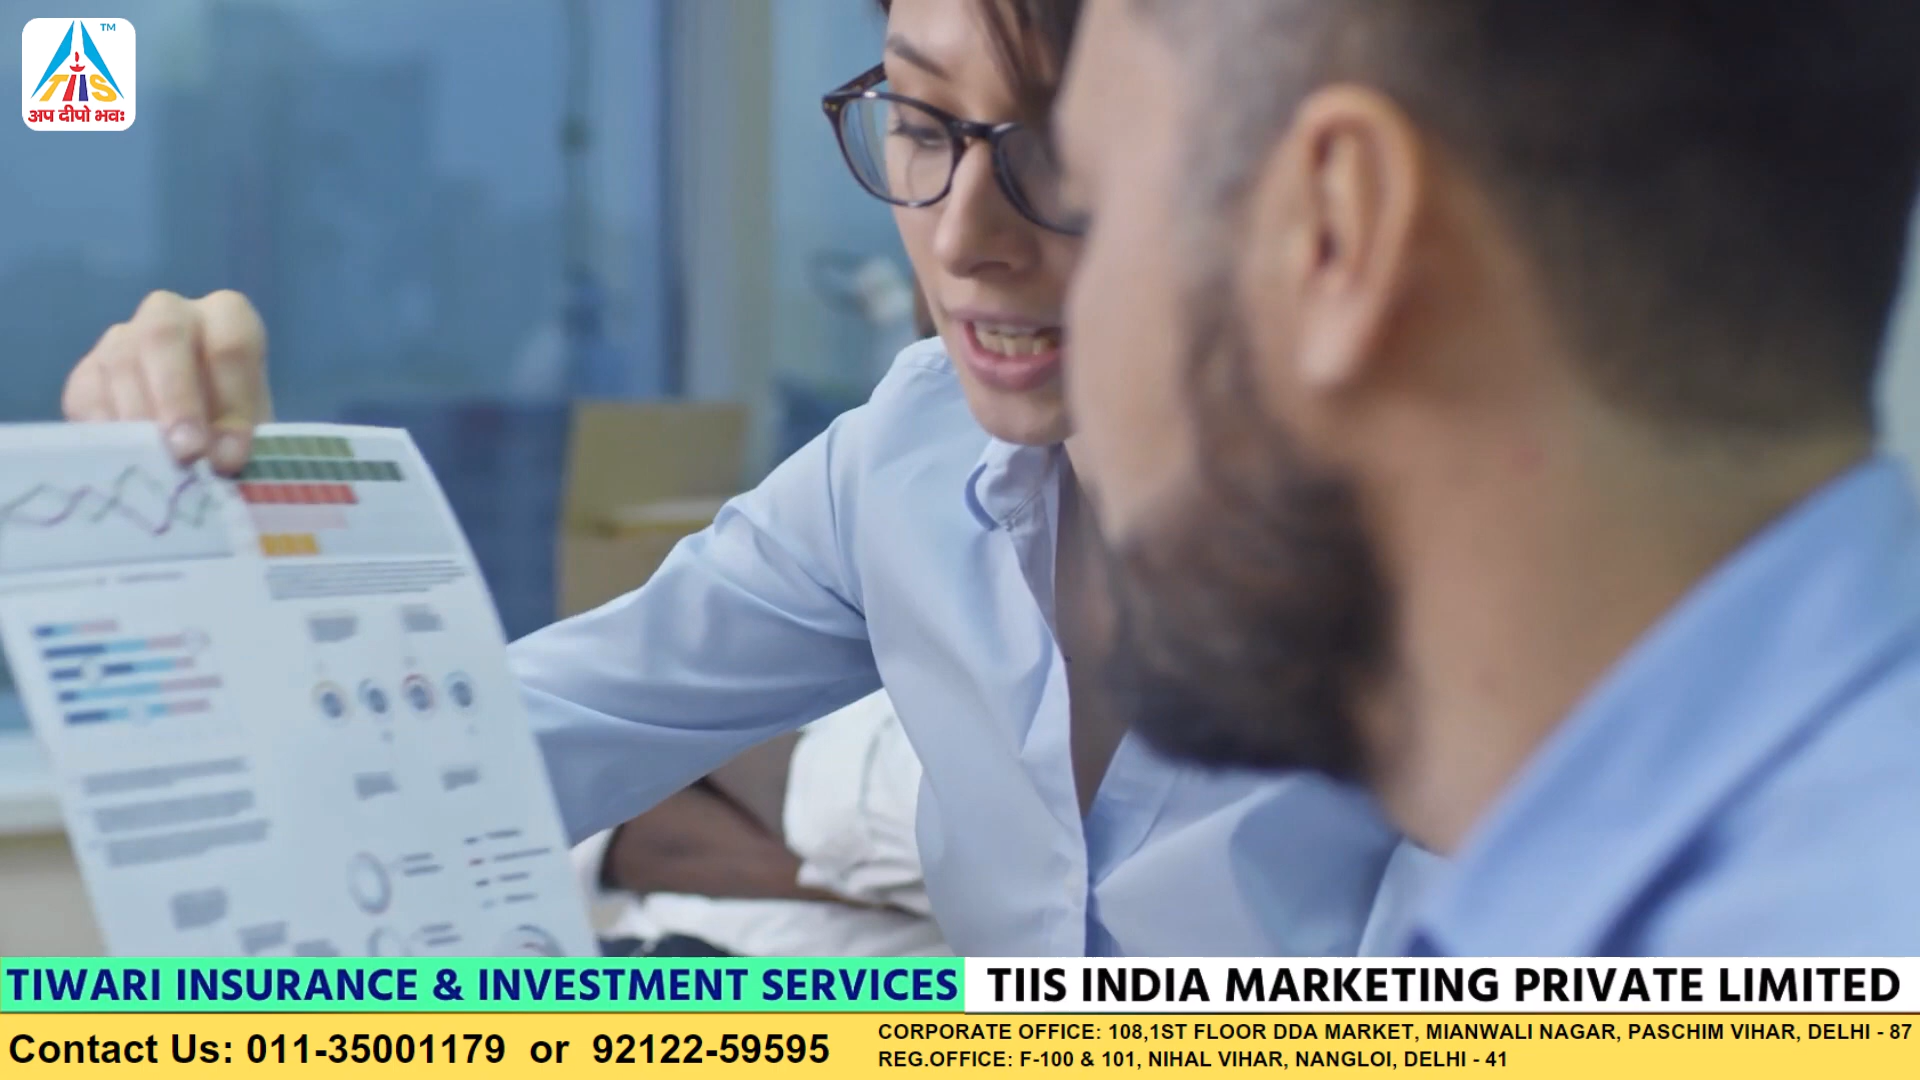 TM
TIIS
अप दीपो भवः
TIWARI INSURANCE & INVESTMENT SERVICES
TIIS INDIA MARKETING PRIVATE LIMITED
Contact Us: 011-35001179 or 92122-59595
CORPORATE OFFICE: 108,1ST FLOOR DDA MARKET, MIANWALI NAGAR, PASCHIM VIHAR, DELHI - 87
REG.OFFICE: F-100 & 101, NIHAL VIHAR, NANGLOI, DELHI - 41